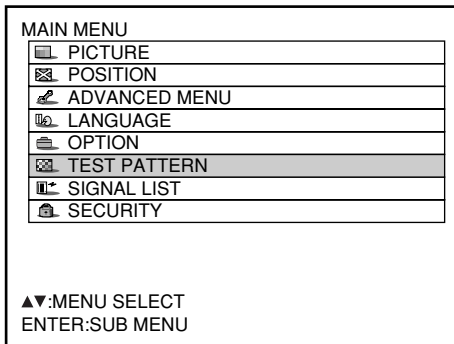 MAIN MENU
PICTURE
POSITION
ADVANCED MENU
LANGUAGE
OPTION
TEST PATTERN
SIGNAL LIST
SECURITY
▲▼:MENU SELECT
ENTER:SUB MENU